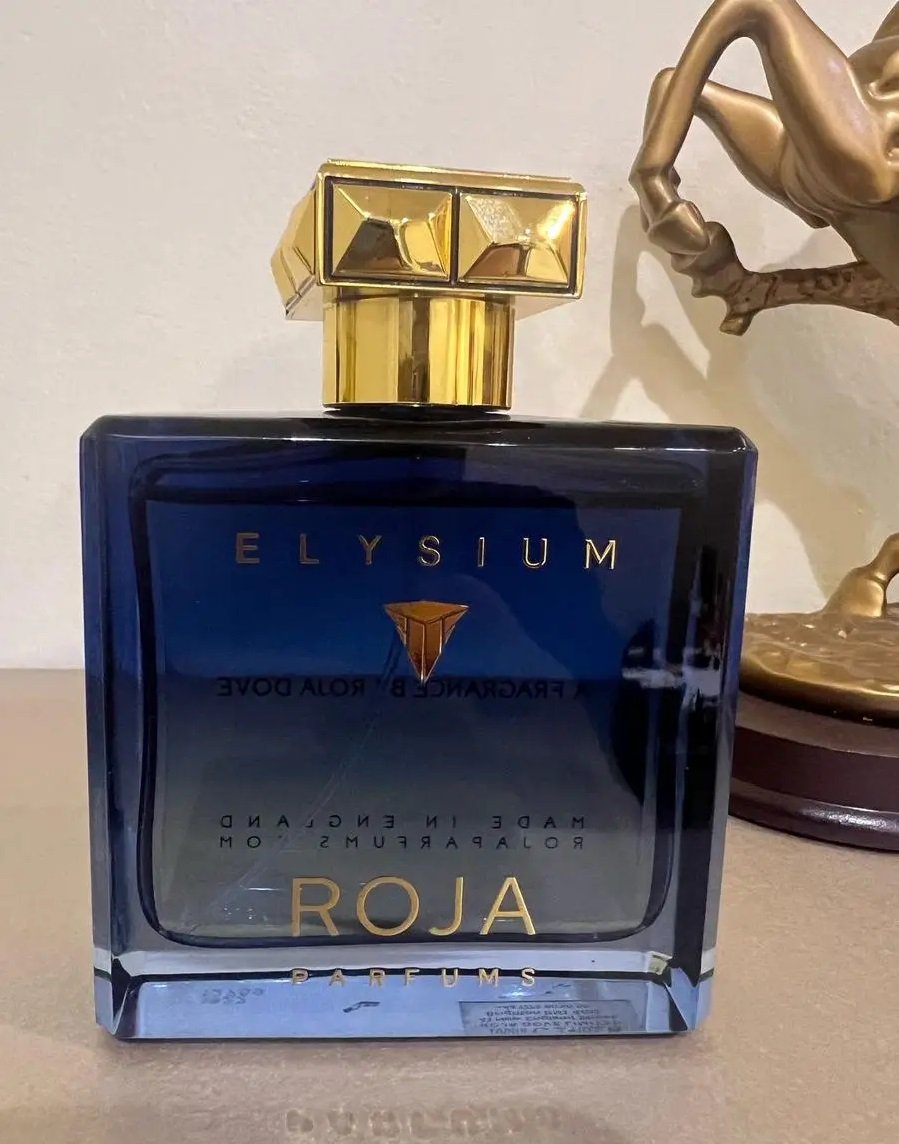 ELYSIUM
A FRAGRANCE BY ROJA DOVE
MADE IN ENGLAND
ROJAPARFUMS.COM
ROJA
PARFUMS